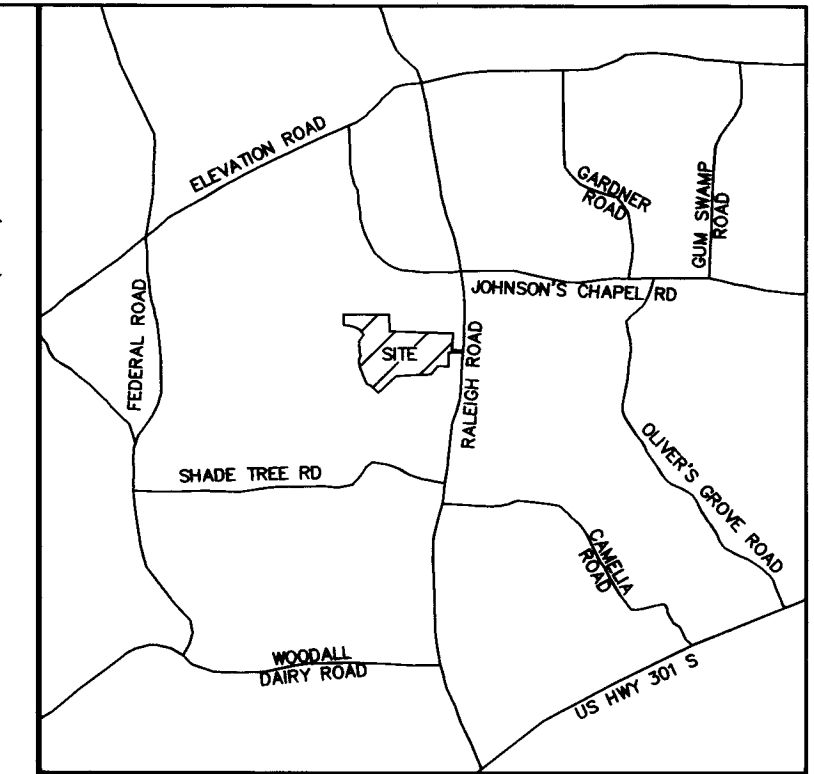 ELEVATION ROAD
GARDNER
ROAD
GUM SWAMP
ROAD
FEDERAL ROAD
JOHNSON'S CHAPEL RD
SITE
RALEIGH ROAD
SHADE TREE RD
OLIVER'S GROVE ROAD
CAMELIA
ROAD
WOODALL
DAIRY ROAD
US HWY 301 S